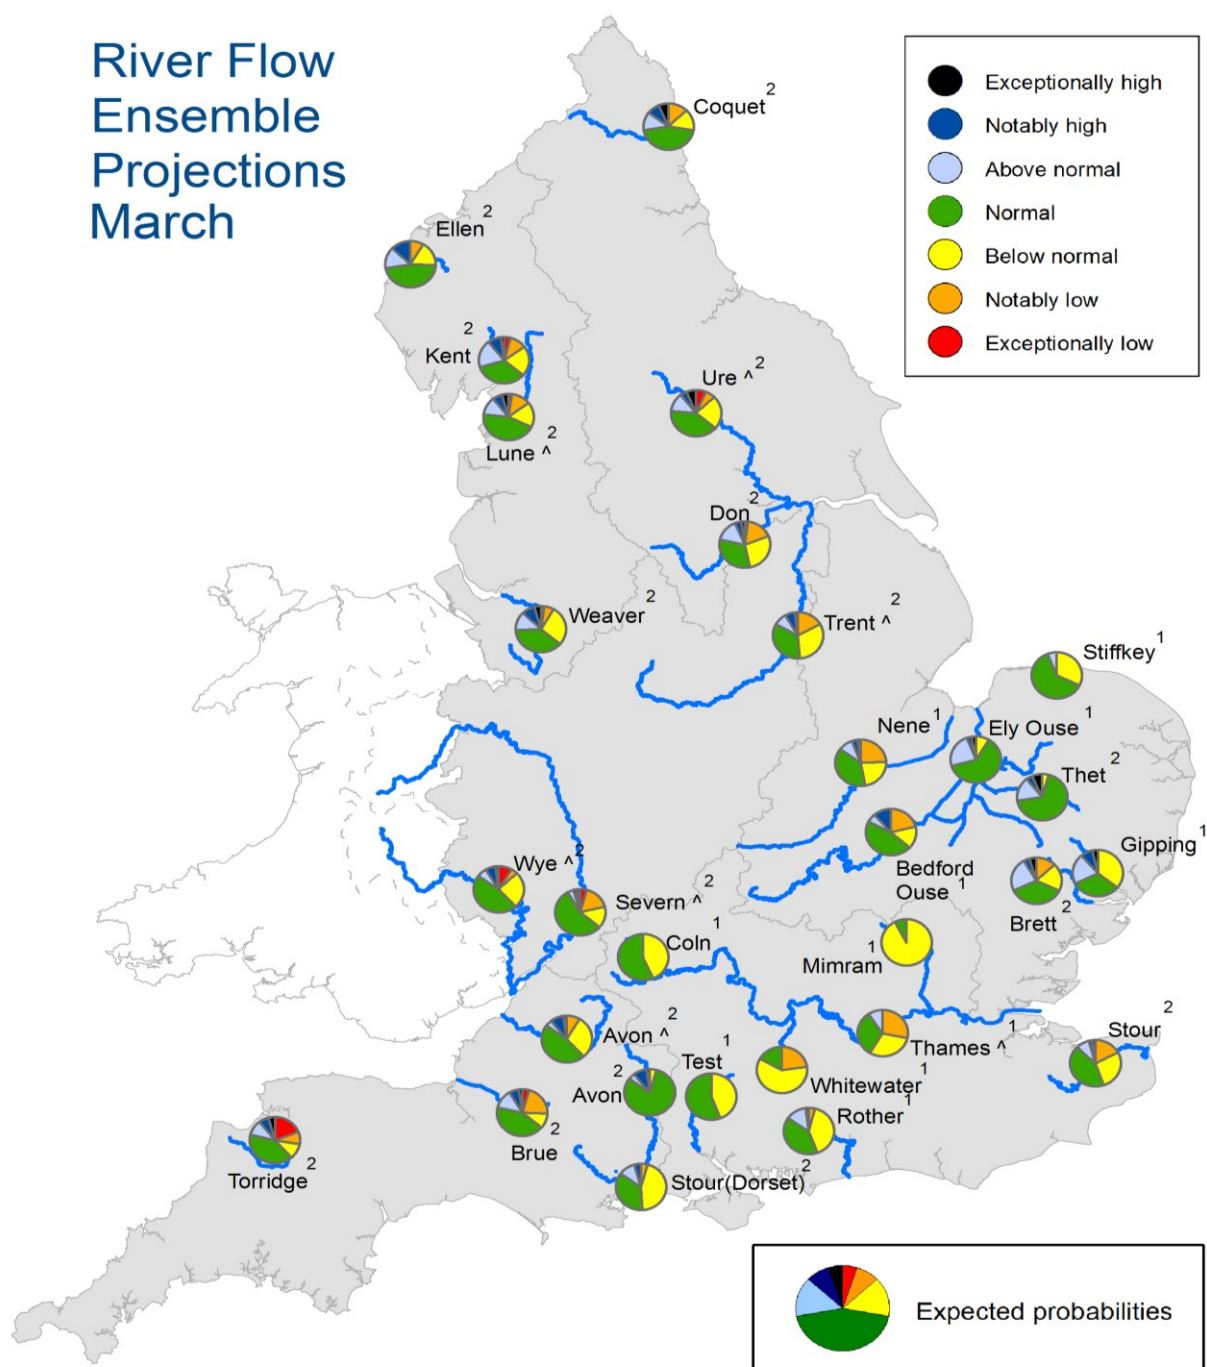 River Flow
Ensemble
Projections
March
Exceptionally high
Notably high
Above normal
Normal
Below normal
Notably low
Exceptionally low
Coquet 2
Ellen 2
2
Kent
Ure ^ 2
Lune ^ 2
Don 2
Weaver 2
Trent ^ 2
Stiffkey 1
Nene 1
Ely Ouse 1
Thet 2
Gipping 1
Bedford
Ouse 1
Brett 2
Wye ^ 2
Severn ^ 2
Coln 1
Mimram 1
Avon ^ 2
Test 1
Thames ^ 1
Stour 2
Avon 2
Whitewater 1
Rother 1
Brue 2
Torridge 2
Stour(Dorset) 2
Expected probabilities